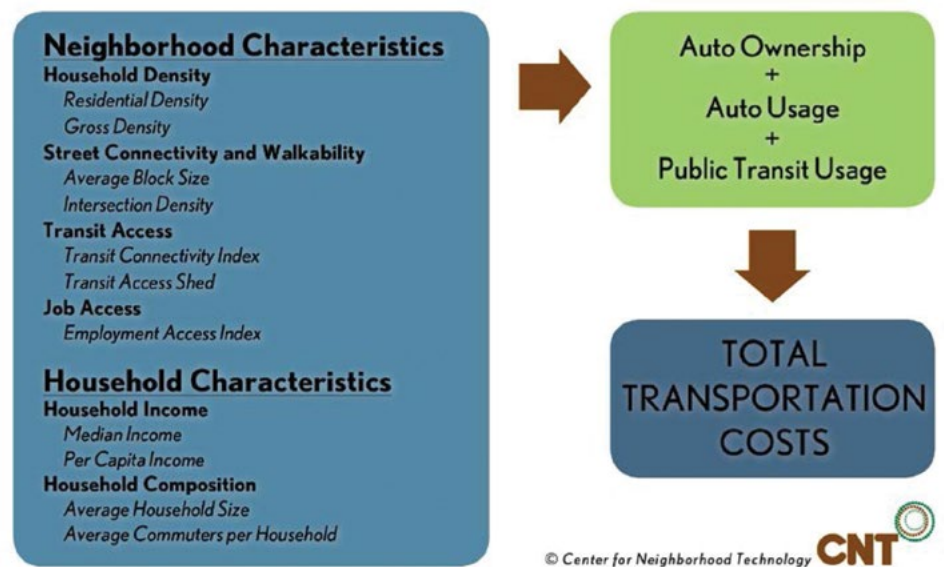 Neighborhood Characteristics
Household Density
Residential Density
Gross Density
Street Connectivity and Walkability
Average Block Size
Intersection Density
Transit Access
Transit Connectivity Index
Transit Access Shed
Job Access
Employment Access Index
Household Characteristics
Household Income
Median Income
Per Capita Income
Household Composition
Average Household Size
Average Commuters per Household
Auto Ownership
+
Auto Usage
+
Public Transit Usage
TOTAL
TRANSPORTATION
COSTS
© Center for Neighborhood Technology CNT